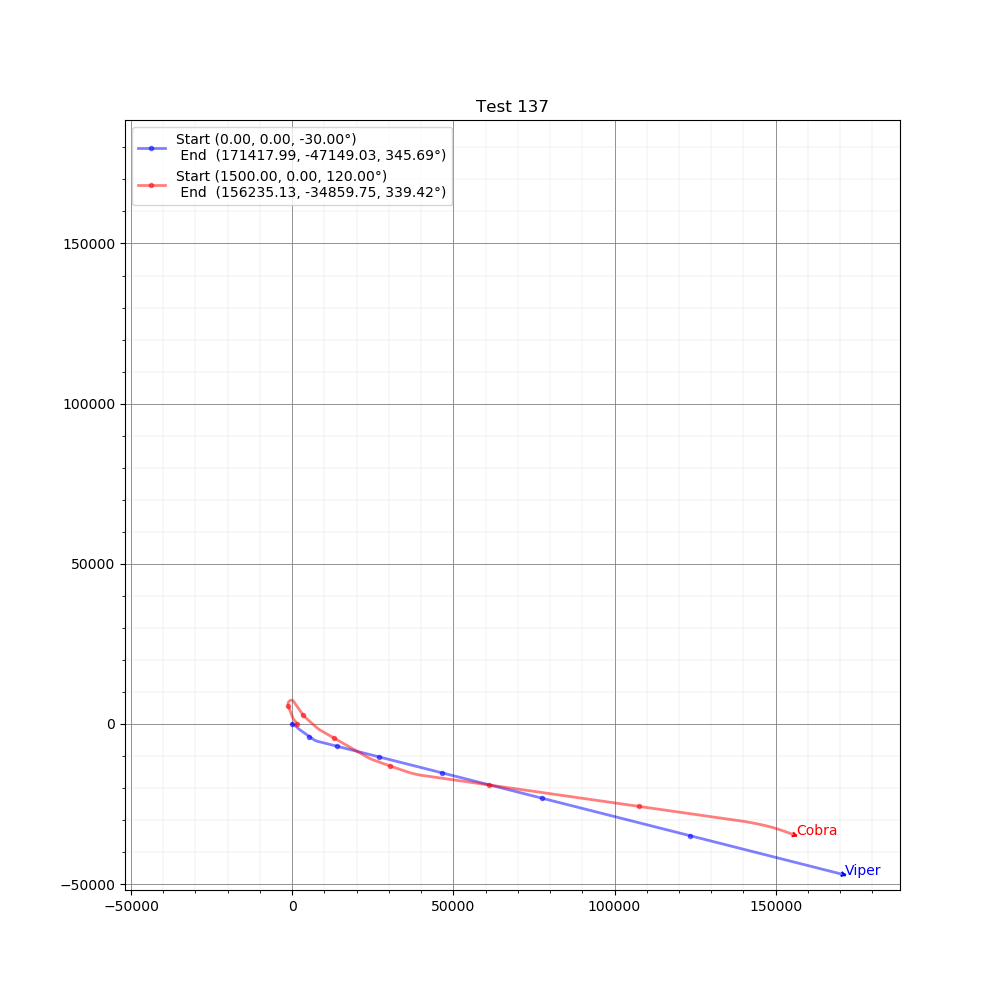 Test 137
Start (0.00, 0.00, -30.00°)
End  (171417.99, -47149.03, 345.69°)
Start (1500.00, 0.00, 120.00°)
End  (156235.13, -34859.75, 339.42°)
150000
100000
50000
0
−50000
Cobra
Viper
−50000 0 50000 100000 150000